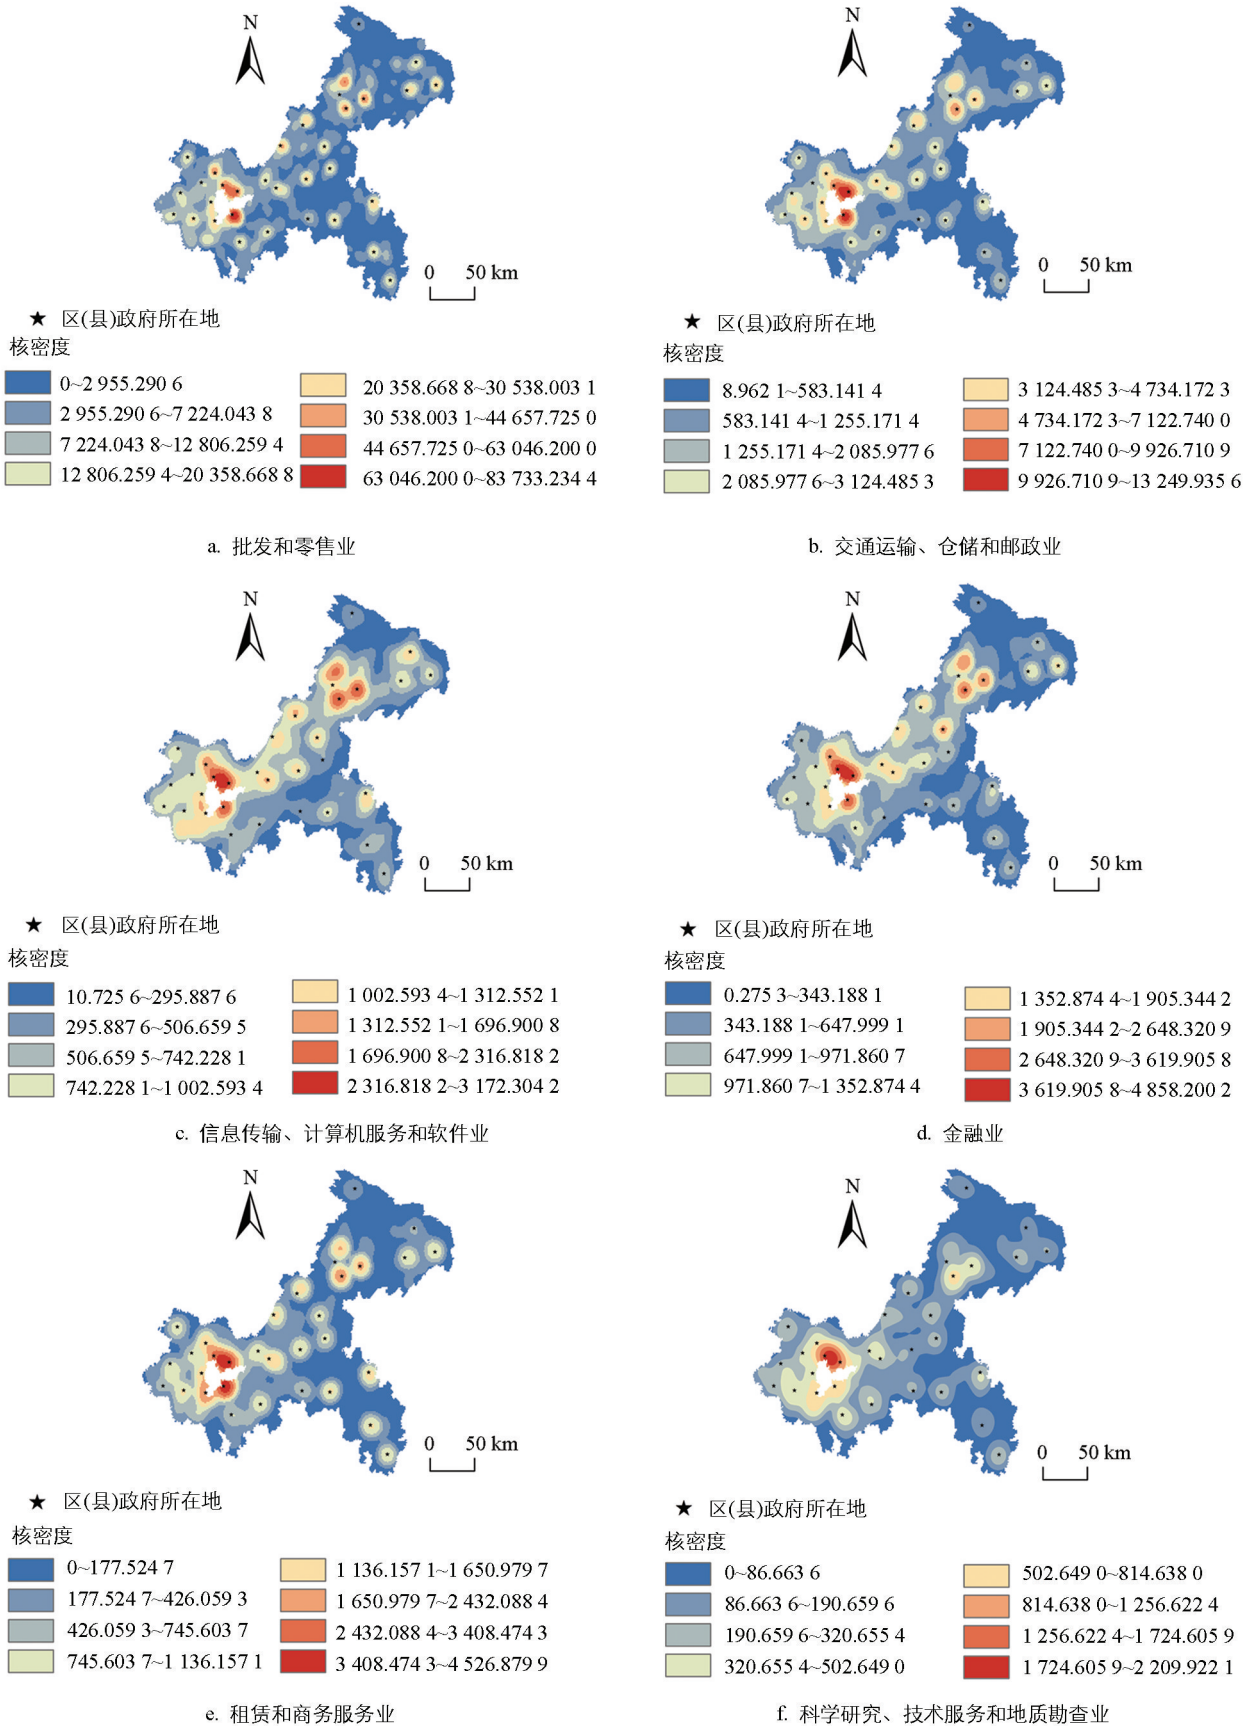 N
0 50 km
★ 区(县)政府所在地
核密度
0~2 955.290 6
2 955.290 6~7 224.043 8
7 224.043 8~12 806.259 4
12 806.259 4~20 358.668 8
20 358.668 8~30 538.003 1
30 538.003 1~44 657.725 0
44 657.725 0~63 046.200 0
63 046.200 0~83 733.234 4
a. 批发和零售业
N
0 50 km
★ 区(县)政府所在地
核密度
8.962 1~583.141 4
583.141 4~1 255.171 4
1 255.171 4~2 085.977 6
2 085.977 6~3 124.485 3
3 124.485 3~4 734.172 3
4 734.172 3~7 122.740 0
7 122.740 0~9 926.710 9
9 926.710 9~13 249.935 6
b. 交通运输、仓储和邮政业
N
0 50 km
★ 区(县)政府所在地
核密度
10.725 6~295.887 6
295.887 6~506.659 5
506.659 5~742.228 1
742.228 1~1 002.593 4
1 002.593 4~1 312.552 1
1 312.552 1~1 696.900 8
1 696.900 8~2 316.818 2
2 316.818 2~3 172.304 2
c. 信息传输、计算机服务和软件业
N
0 50 km
★ 区(县)政府所在地
核密度
0.275 3~343.188 1
343.188 1~647.999 1
647.999 1~971.860 7
971.860 7~1 352.874 4
1 352.874 4~1 905.344 2
1 905.344 2~2 648.320 9
2 648.320 9~3 619.905 8
3 619.905 8~4 858.200 2
d. 金融业
N
0 50 km
★ 区(县)政府所在地
核密度
0~177.524 7
177.524 7~426.059 3
426.059 3~745.603 7
745.603 7~1 136.157 1
1 136.157 1~1 650.979 7
1 650.979 7~2 432.088 4
2 432.088 4~3 408.474 3
3 408.474 3~4 526.879 9
e. 租赁和商务服务业
N
0 50 km
★ 区(县)政府所在地
核密度
0~86.663 6
86.663 6~190.659 6
190.659 6~320.655 4
320.655 4~502.649 0
502.649 0~814.638 0
814.638 0~1 256.622 4
1 256.622 4~1 724.605 9
1 724.605 9~2 209.922 1
f. 科学研究、技术服务和地质勘查业